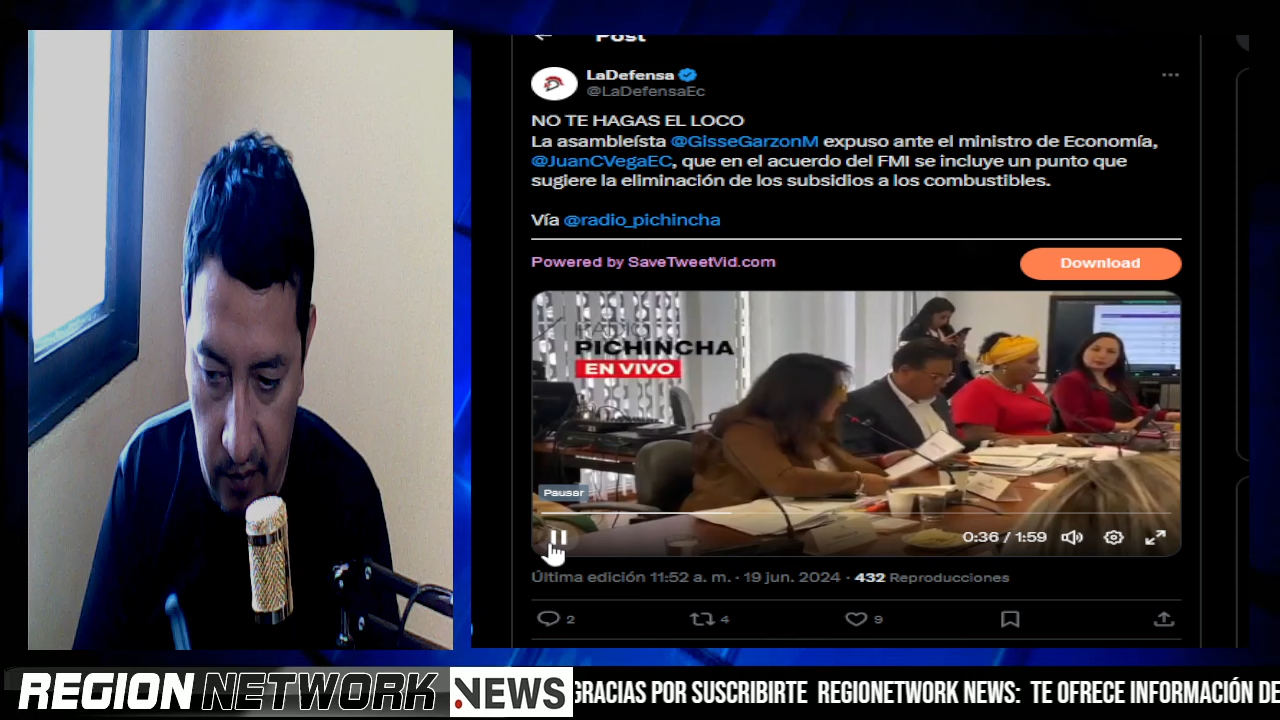 Post
LaDefensa
@LaDefensaEc
NO TE HAGAS EL LOCO
La asambleísta @GisseGarzonM expuso ante el ministro de Economía,
@JuanCVegaEC, que en el acuerdo del FMI se incluye un punto que
sugiere la eliminación de los subsidios a los combustibles.
Vía @radio_pichincha
Powered by SaveTweetVid.com
Download
RADIO
PICHINCHA
EN VIVO
Pausar
0:36 / 1:59
Última edición 11:52 a. m. · 19 jun. 2024 · 432 Reproducciones
2
4
9
REGION NETWORK .NEWS
GRACIAS POR SUSCRIBIRTE REGIONETWORK NEWS: TE OFRECE INFORMACIÓN DE